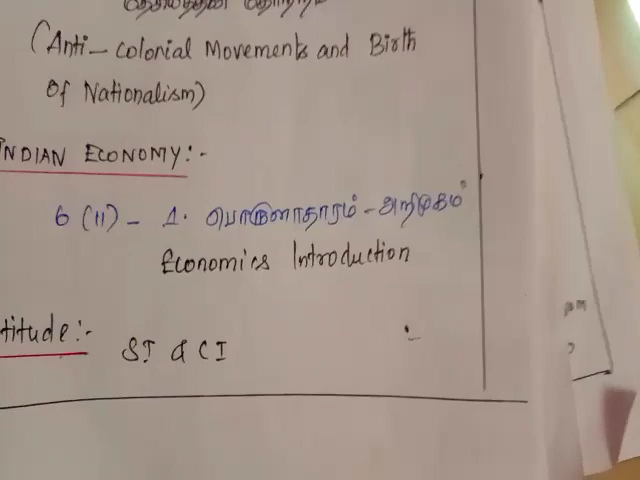 (Anti - colonial Movements and Birth
Of Nationalism)
INDIAN ECONOMY:-
6 (II) - 1. பொருளாதாரம் - அறிமுகம்
Economics Introduction
titude:-
SI & CI